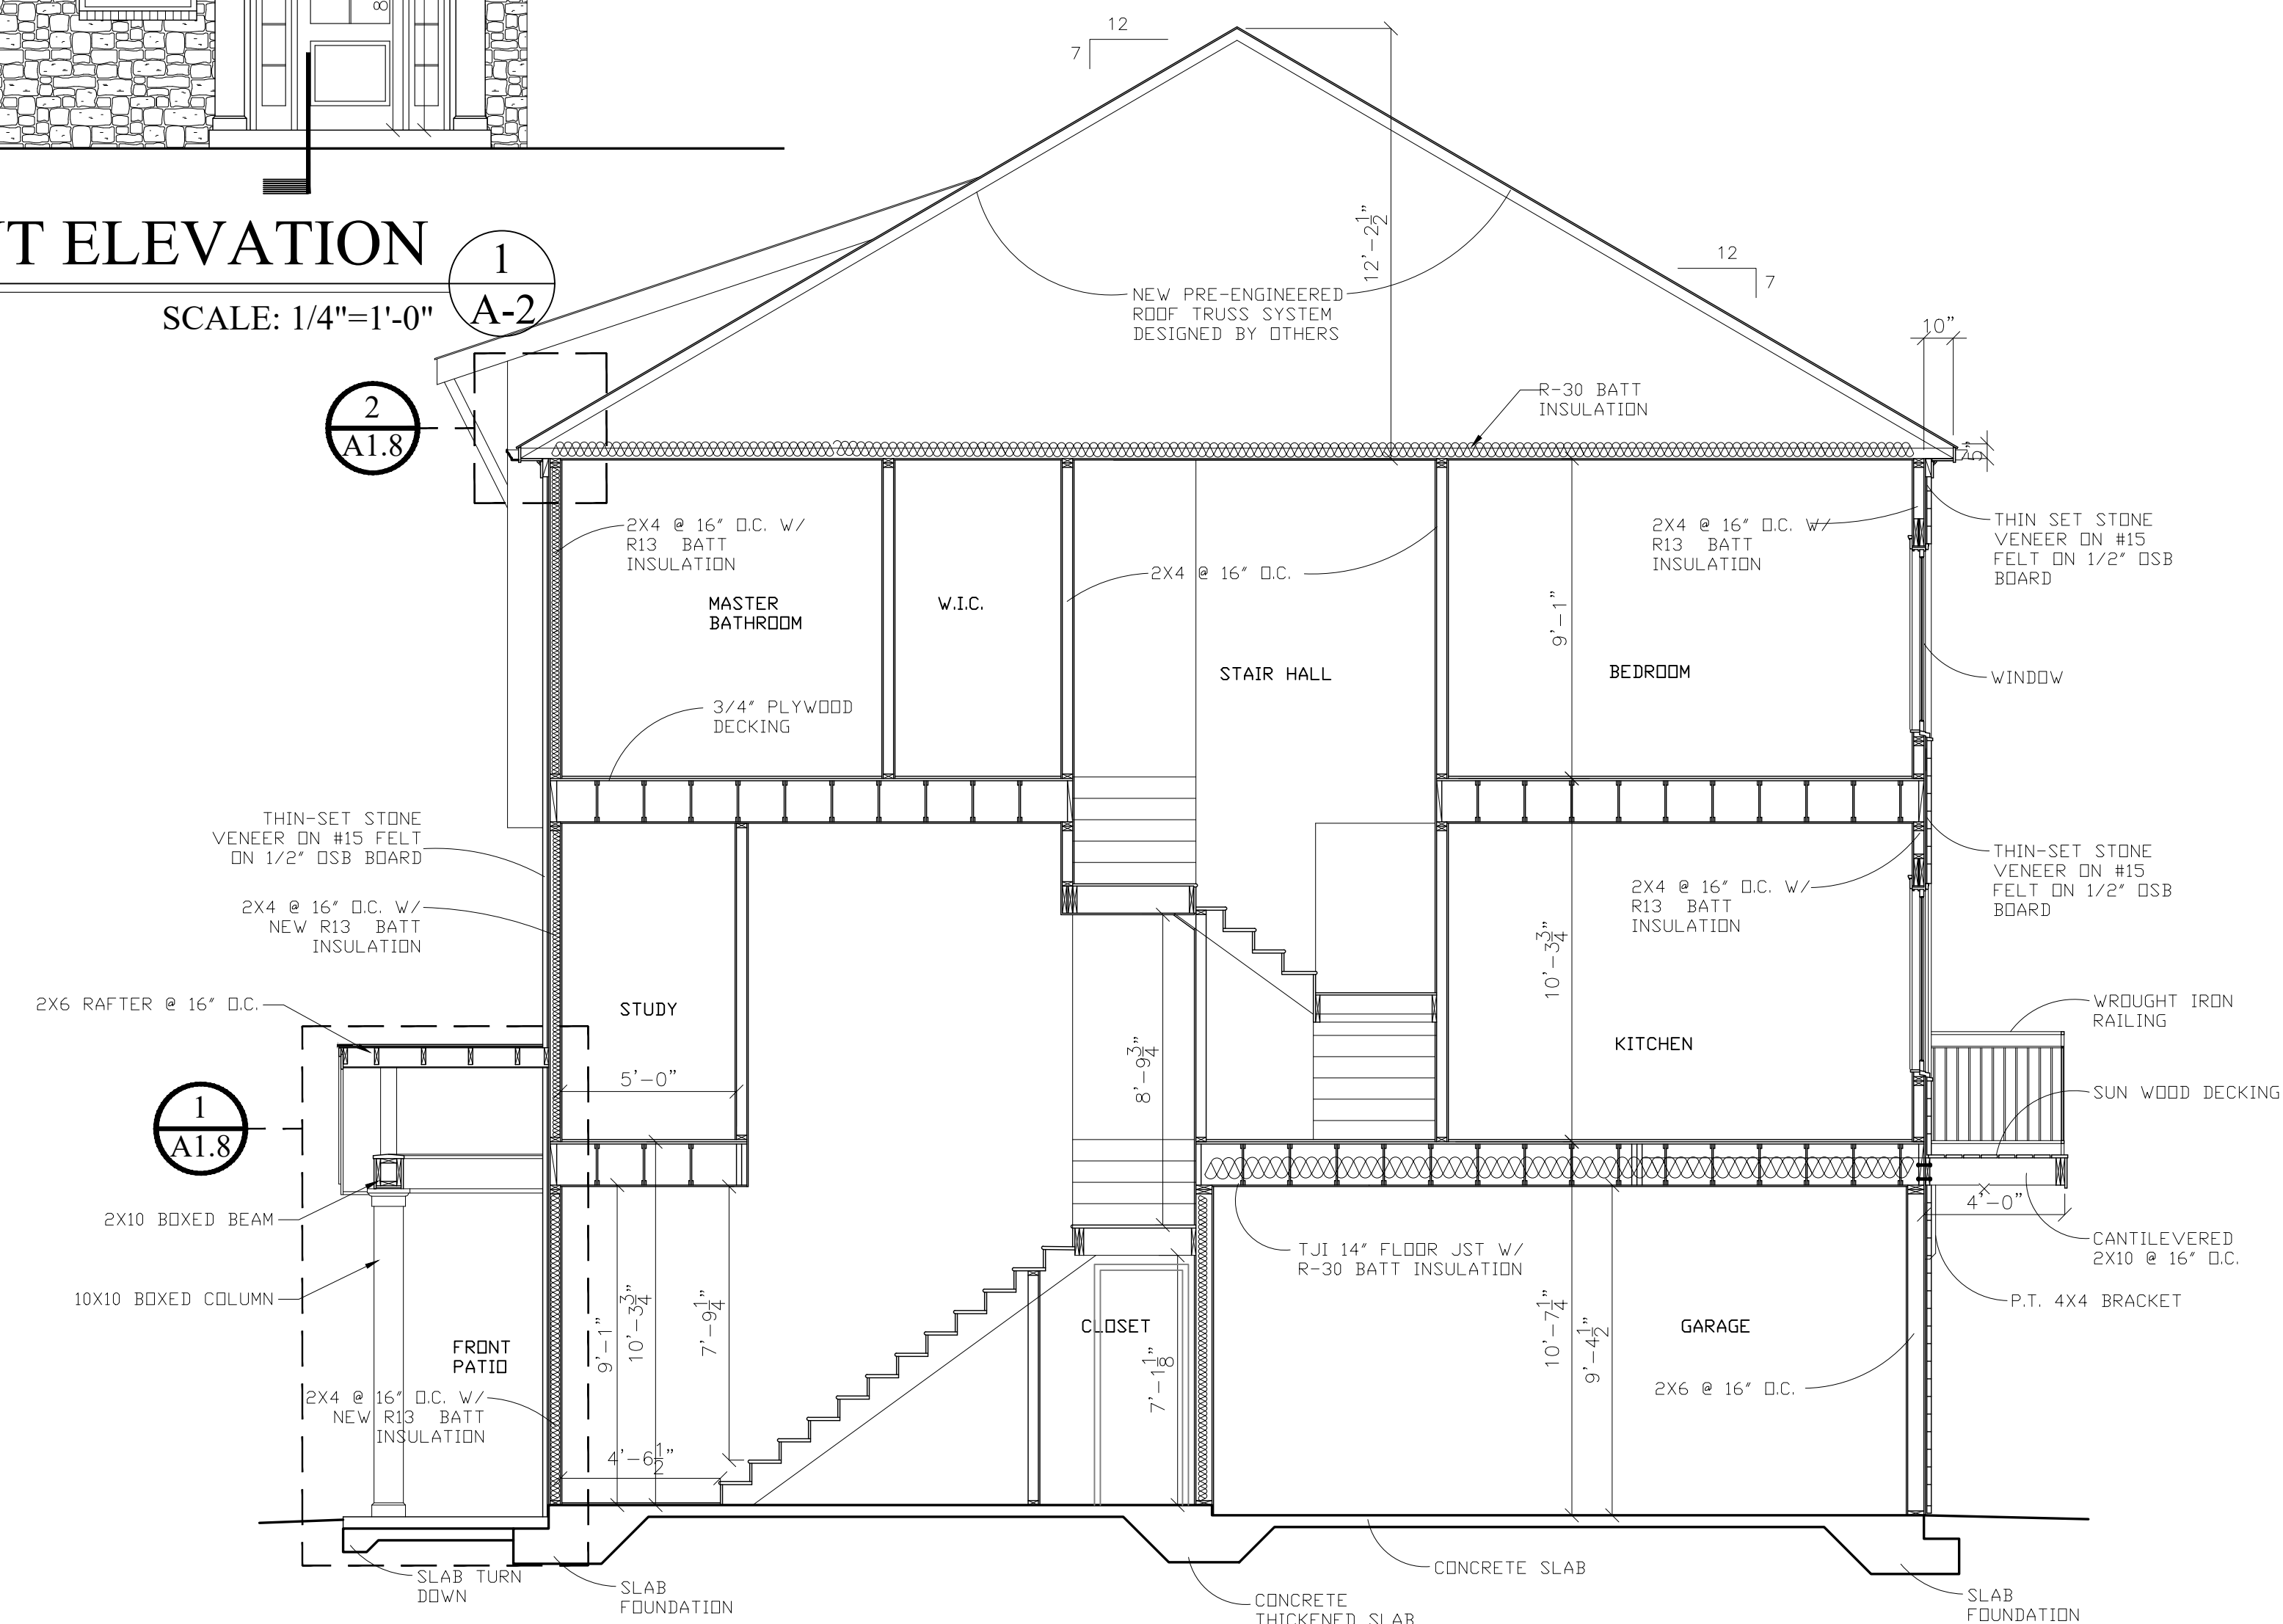 12
7
8
T ELEVATION
1
A-2
SCALE: 1/4"=1'-0"
12'-2 1/2"
12
7
NEW PRE-ENGINEERED
ROOF TRUSS SYSTEM
DESIGNED BY OTHERS
10"
2
A1.8
R-30 BATT
INSULATION
5"
2X4 @ 16" O.C. W/
R13 BATT
INSULATION
2X4 @ 16" O.C.
2X4 @ 16" O.C. W/
R13 BATT
INSULATION
THIN SET STONE
VENEER ON #15
FELT ON 1/2" OSB
BOARD
MASTER
BATHROOM
W.I.C.
9'-1"
STAIR HALL
BEDROOM
WINDOW
3/4" PLYWOOD
DECKING
THIN-SET STONE
VENEER ON #15 FELT
ON 1/2" OSB BOARD
THIN-SET STONE
VENEER ON #15
FELT ON 1/2" OSB
BOARD
2X4 @ 16" O.C. W/
NEW R13 BATT
INSULATION
2X4 @ 16" O.C. W/
R13 BATT
INSULATION
10'-3 3/4"
2X6 RAFTER @ 16" O.C.
STUDY
WROUGHT IRON
RAILING
KITCHEN
5'-0"
8'-9 3/4"
SUN WOOD DECKING
1
A1.8
4'-0"
2X10 BOXED BEAM
TJI 14" FLOOR JST W/
R-30 BATT INSULATION
CANTILEVERED
2X10 @ 16" O.C.
10X10 BOXED COLUMN
P.T. 4X4 BRACKET
9'-1"
10'-3 3/4"
7'-9 1/4"
CLOSET
7'-1 1/8"
10'-7 1/4"
9'-4 1/2"
GARAGE
FRONT
PATIO
2X4 @ 16" O.C. W/
NEW R13 BATT
INSULATION
2X6 @ 16" O.C.
4'-6 1/2"
SLAB TURN
DOWN
SLAB
FOUNDATION
CONCRETE SLAB
CONCRETE
THICKENED SLAB
SLAB
FOUNDATION